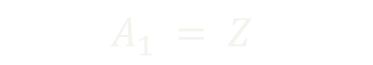 A₁ = Z